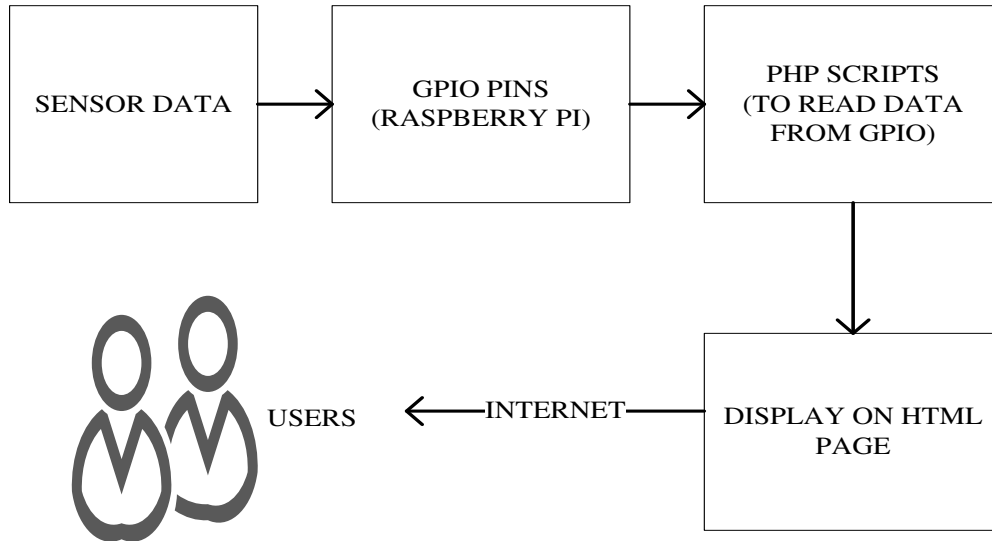 SENSOR DATA
GPIO PINS
(RASPBERRY PI)
PHP SCRIPTS
(TO READ DATA
FROM GPIO)
USERS
INTERNET
DISPLAY ON HTML
PAGE